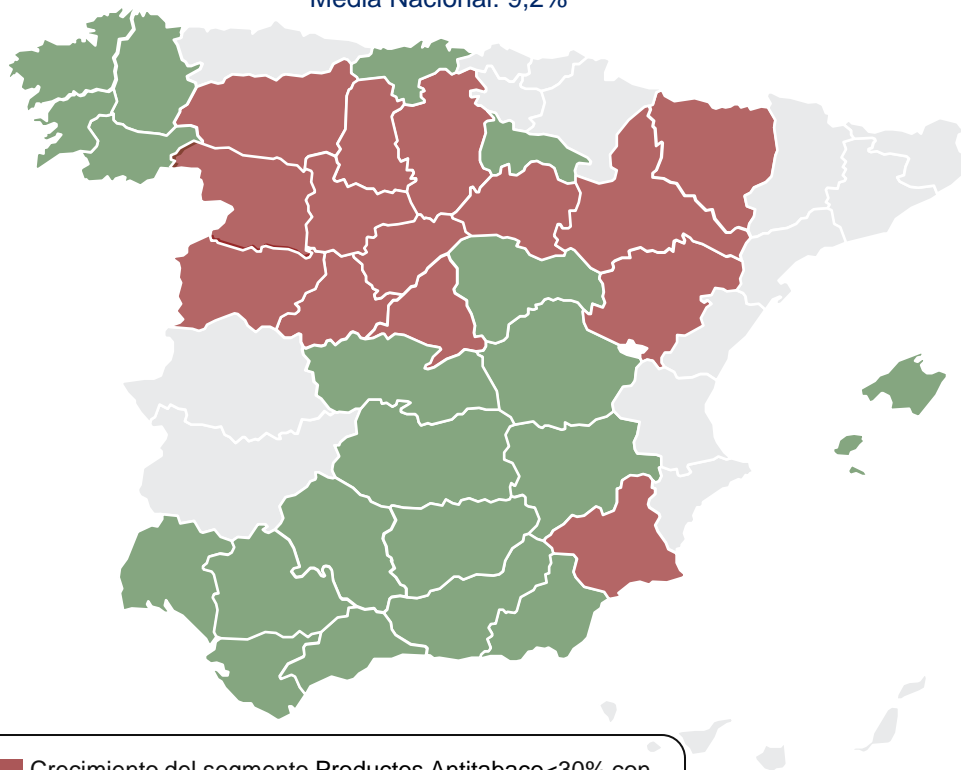 Media Nacional: 9,2%
Crecimiento del segmento Productos Antitabaco<30% con